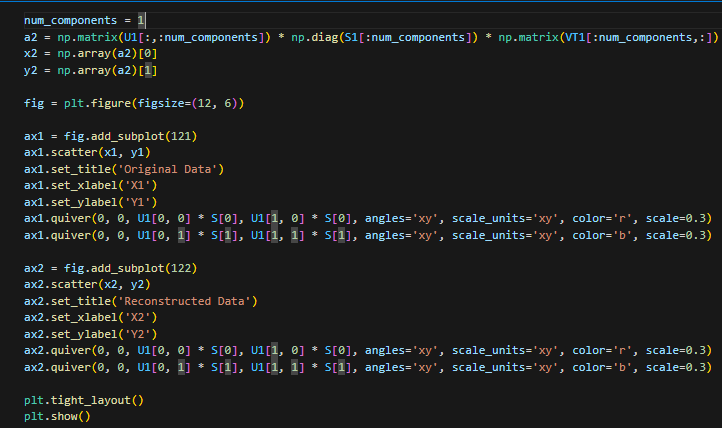 num_components = 1
a2 = np.matrix(U1[:,:num_components]) * np.diag(S1[:num_components]) * np.matrix(VT1[:num_components,:])
x2 = np.array(a2)[0]
y2 = np.array(a2)[1]
fig = plt.figure(figsize=(12, 6))
ax1 = fig.add_subplot(121)
ax1.scatter(x1, y1)
ax1.set_title('Original Data')
ax1.set_xlabel('X1')
ax1.set_ylabel('Y1')
ax1.quiver(0, 0, U1[0, 0] * S[0], U1[1, 0] * S[0], angles='xy', scale_units='xy', color='r', scale=0.3)
ax1.quiver(0, 0, U1[0, 1] * S[1], U1[1, 1] * S[1], angles='xy', scale_units='xy', color='b', scale=0.3)
ax2 = fig.add_subplot(122)
ax2.scatter(x2, y2)
ax2.set_title('Reconstructed Data')
ax2.set_xlabel('X2')
ax2.set_ylabel('Y2')
ax2.quiver(0, 0, U1[0, 0] * S[0], U1[1, 0] * S[0], angles='xy', scale_units='xy', color='r', scale=0.3)
ax2.quiver(0, 0, U1[0, 1] * S[1], U1[1, 1] * S[1], angles='xy', scale_units='xy', color='b', scale=0.3)
plt.tight_layout()
plt.show()